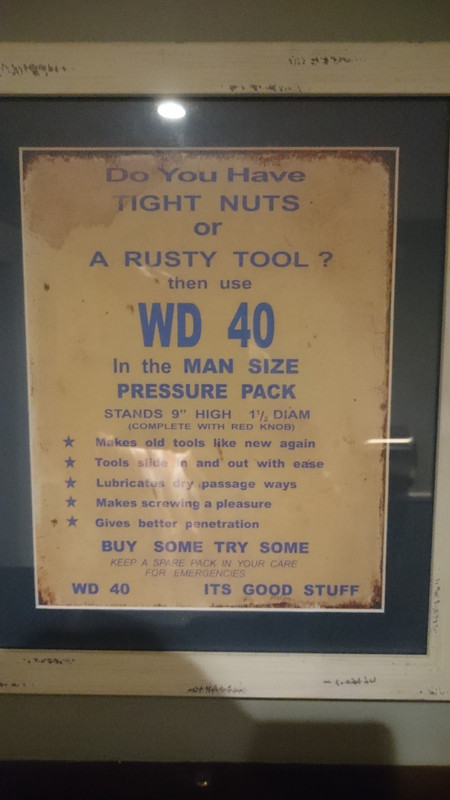 Do You Have
TIGHT NUTS
or
A RUSTY TOOL ?
then use
WD 40
In the MAN SIZE
PRESSURE PACK
STANDS 9" HIGH 1½ DIAM
(COMPLETE WITH RED KNOB)
★ Makes old tools like new again
★ Tools slide in and out with ease
★ Lubricates dry passage ways
★ Makes screwing a pleasure
★ Gives better penetration
BUY SOME TRY SOME
KEEP A SPARE PACK IN YOUR CARE
FOR EMERGENCIES
WD 40 ITS GOOD STUFF